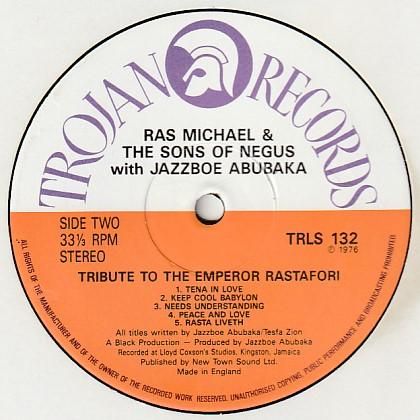 TROJAN RECORDS
RAS MICHAEL &
THE SONS OF NEGUS
with JAZZBOE ABUBAKA
SIDE TWO
33⅓ RPM
STEREO
TRLS 132
℗ 1976
TRIBUTE TO THE EMPEROR RASTAFORI
1. TENA IN LOVE
2. KEEP COOL BABYLON
3. NEEDS UNDERSTANDING
4. PEACE AND LOVE
5. RASTA LIVETH
All titles written by Jazzboe Abubaka/Tesfa Zion
A Black Production — Produced by Jazzboe Abubaka
Recorded at Lloyd Coxson's Studios, Kingston, Jamaica
Published by New Town Sound Ltd.
Made in England
ALL RIGHTS OF THE MANUFACTURER AND OF THE OWNER OF THE RECORDED WORK RESERVED. UNAUTHORISED COPYING, PUBLIC PERFORMANCE AND BROADCASTING PROHIBITED.